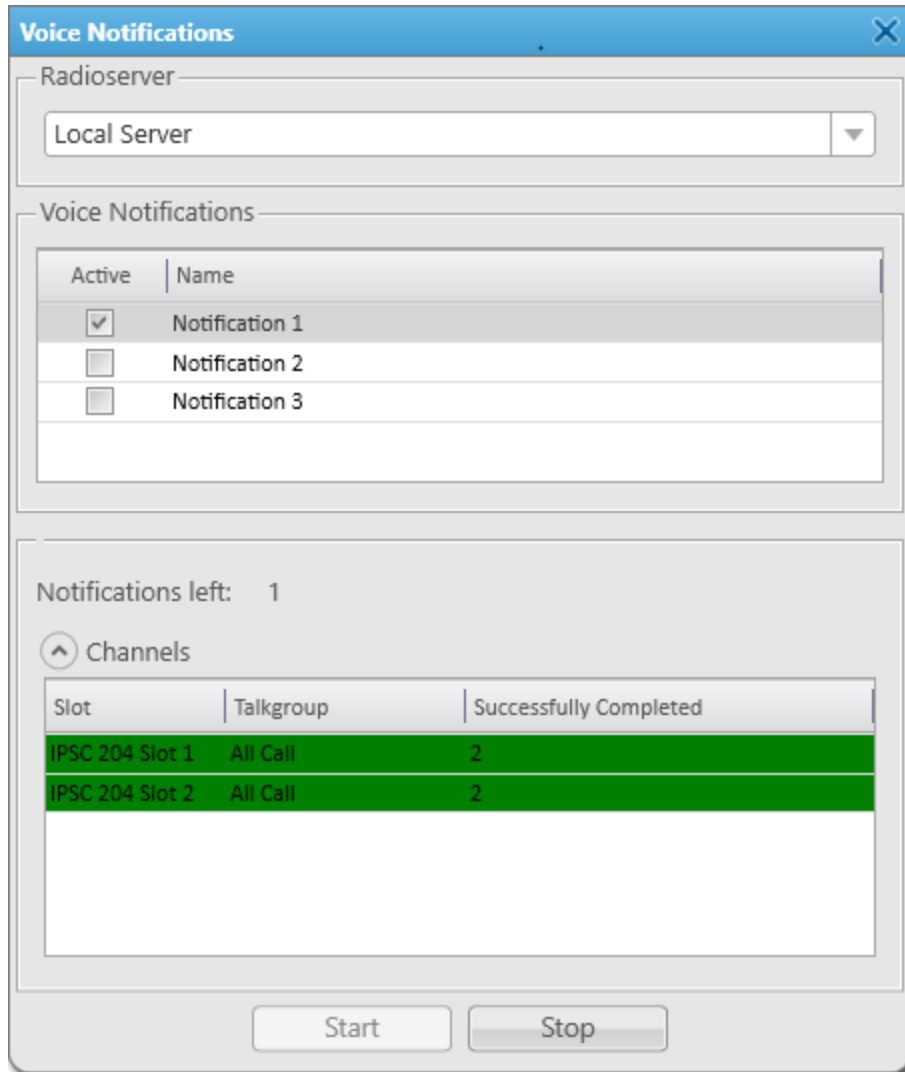 Voice Notifications
Radioserver
Local Server
Voice Notifications
Active Name
Notification 1
Notification 2
Notification 3
Notifications left: 1
Channels
Slot Talkgroup Successfully Completed
IPSC 204 Slot 1 All Call 2
IPSC 204 Slot 2 All Call 2
Start Stop